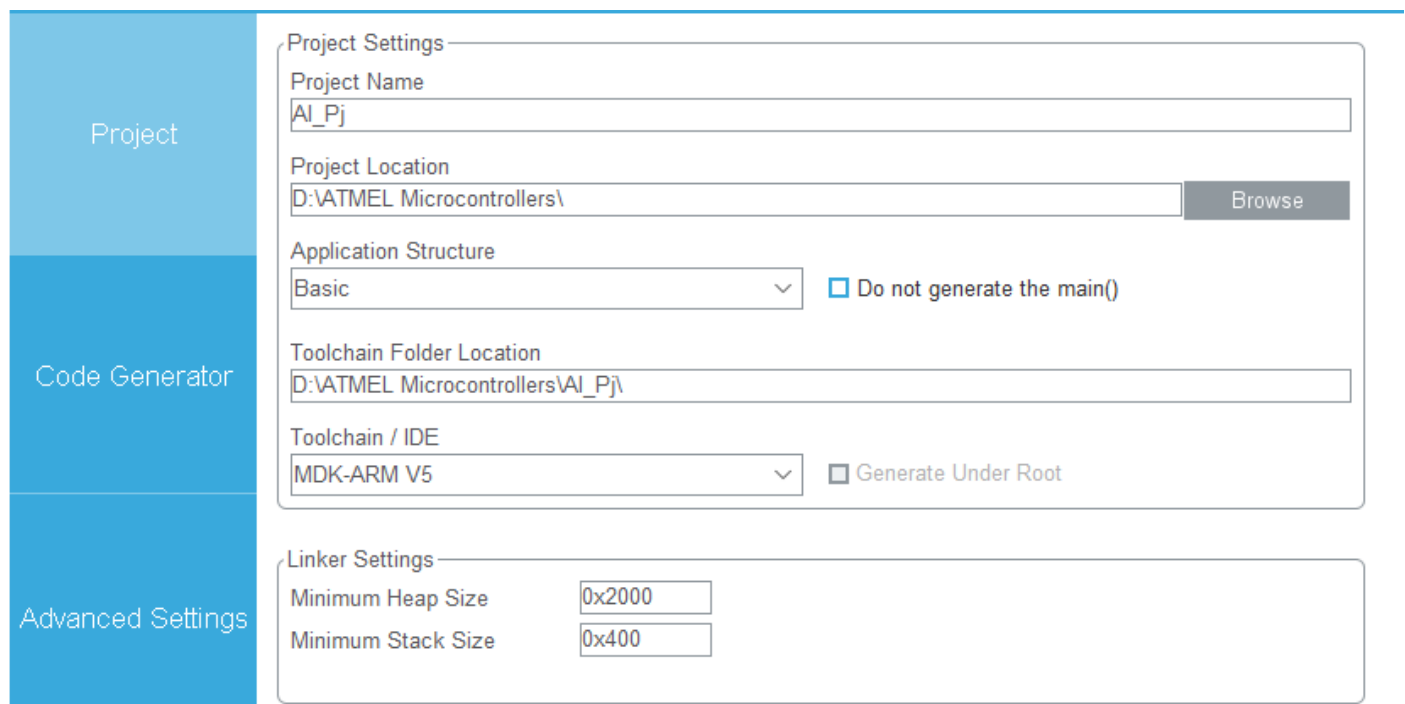 Project
Code Generator
Advanced Settings
Project Settings
Project Name
AI_Pj
Project Location
D:\ATMEL Microcontrollers\
Browse
Application Structure
Basic
Do not generate the main()
Toolchain Folder Location
D:\ATMEL Microcontrollers\AI_Pj\
Toolchain / IDE
MDK-ARM V5
Generate Under Root
Linker Settings
Minimum Heap Size 0x2000
Minimum Stack Size 0x400